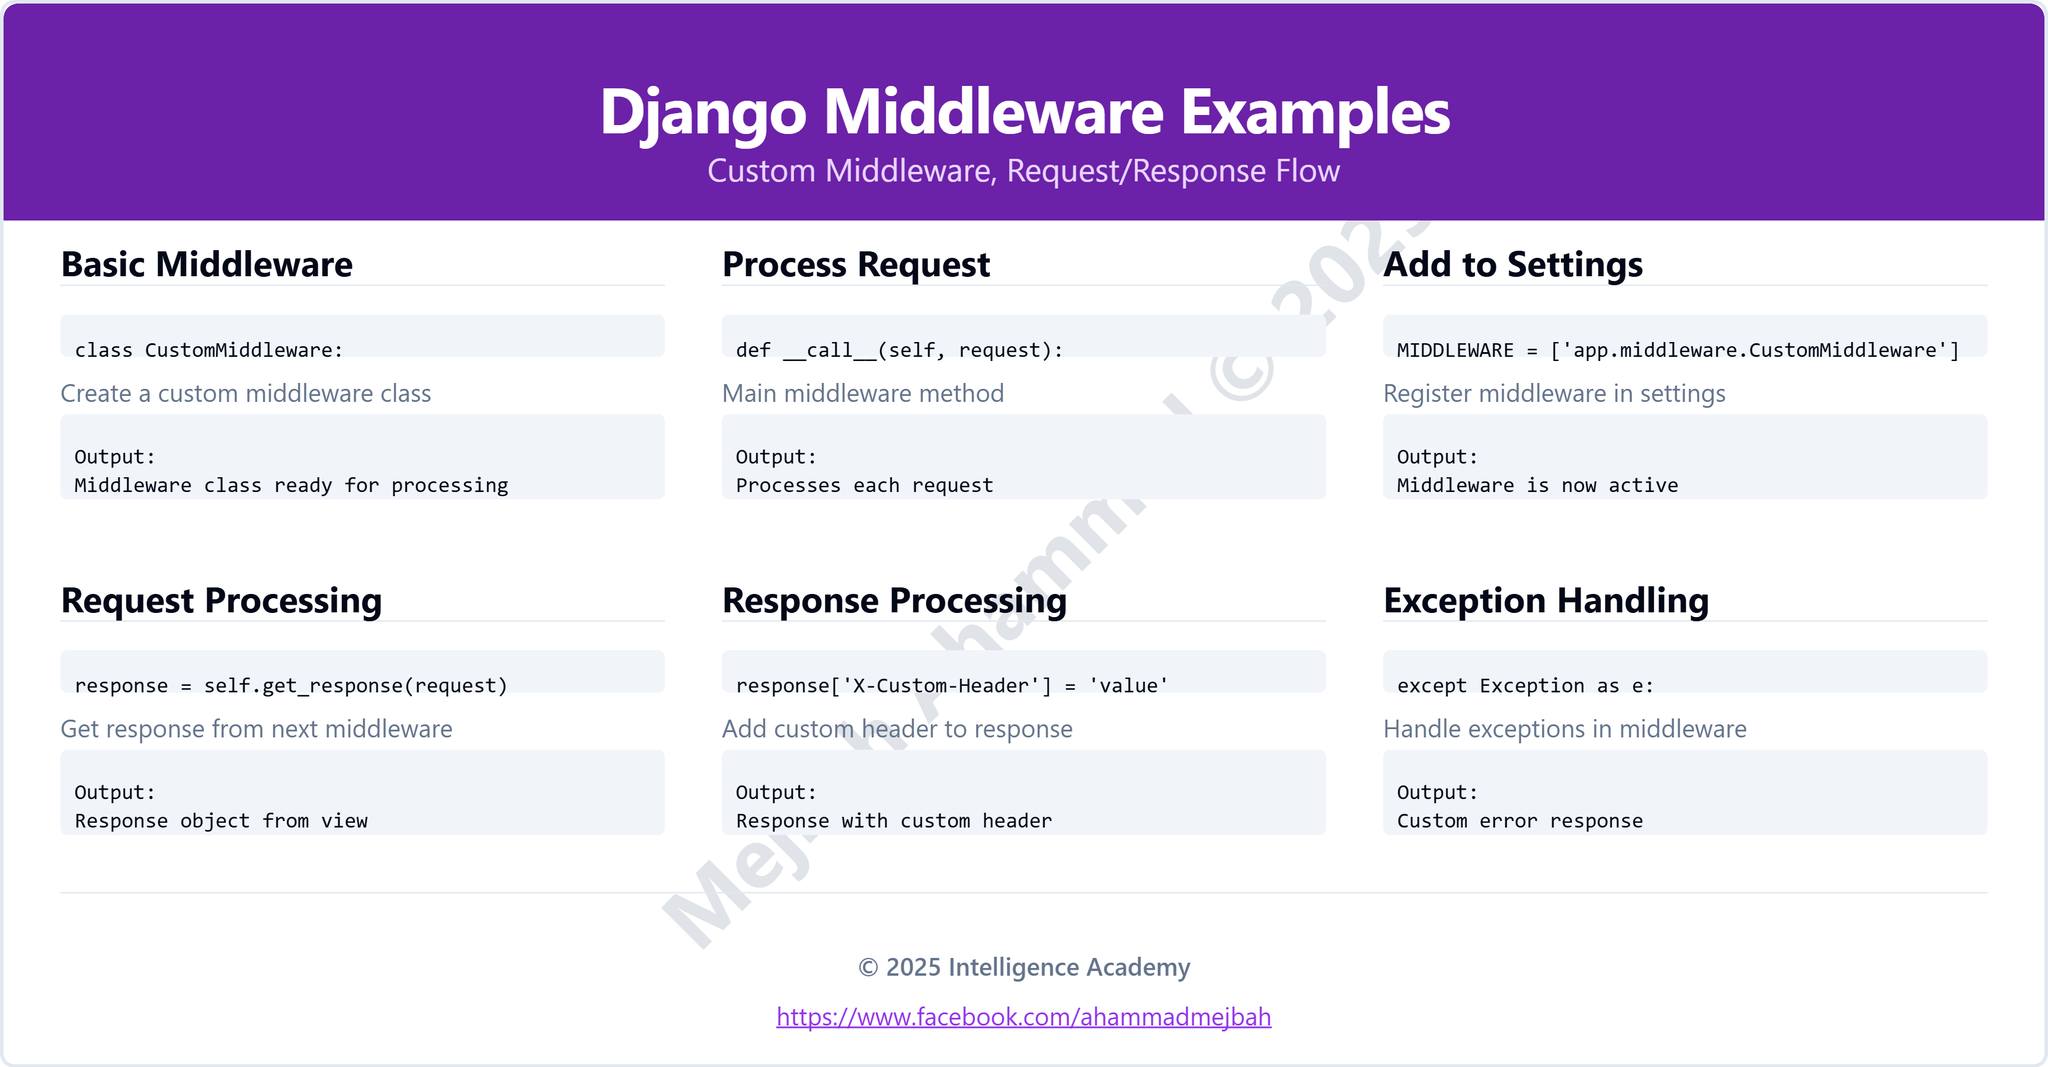 Django Middleware Examples
Custom Middleware, Request/Response Flow
Basic Middleware
class CustomMiddleware:
Create a custom middleware class
Output:
Middleware class ready for processing
Process Request
def __call__(self, request):
Main middleware method
Output:
Processes each request
Add to Settings
MIDDLEWARE = ['app.middleware.CustomMiddleware']
Register middleware in settings
Output:
Middleware is now active
Request Processing
response = self.get_response(request)
Get response from next middleware
Output:
Response object from view
Response Processing
response['X-Custom-Header'] = 'value'
Add custom header to response
Output:
Response with custom header
Exception Handling
except Exception as e:
Handle exceptions in middleware
Output:
Custom error response
© 2025 Intelligence Academy
https://www.facebook.com/ahammadmejbah